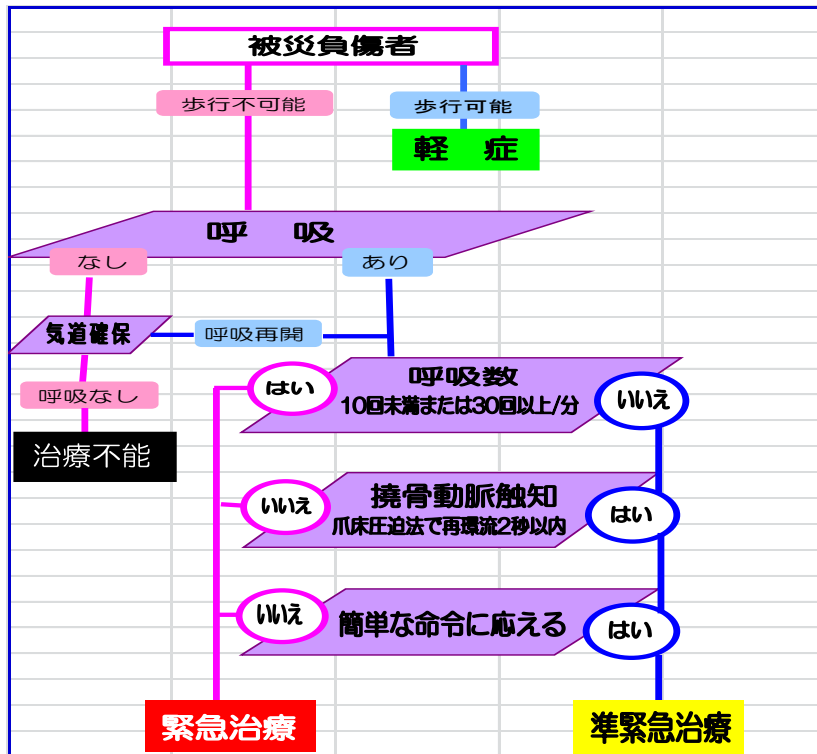 被災負傷者
歩行不可能
歩行可能
軽 症
呼 吸
なし
あり
気道確保
呼吸再開
呼吸なし
治療不能
はい
呼吸数
10回未満または30回以上/分
いいえ
いいえ
撓骨動脈触知
爪床圧迫法で再環流2秒以内
はい
いいえ
簡単な命令に応える
はい
緊急治療
準緊急治療